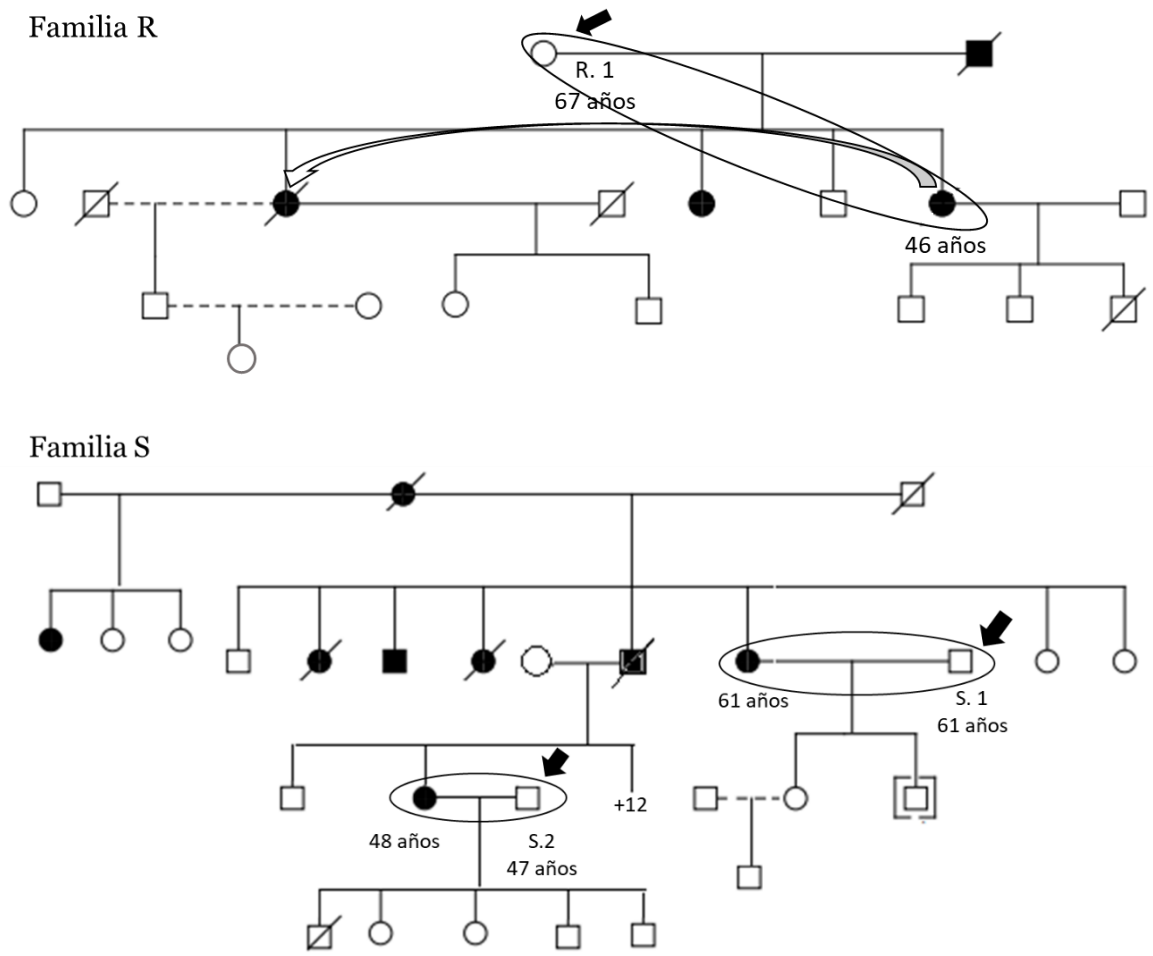 Familia R
R. 1
67 años
46 años
Familia S
61 años
S. 1
61 años
+12
48 años
S.2
47 años